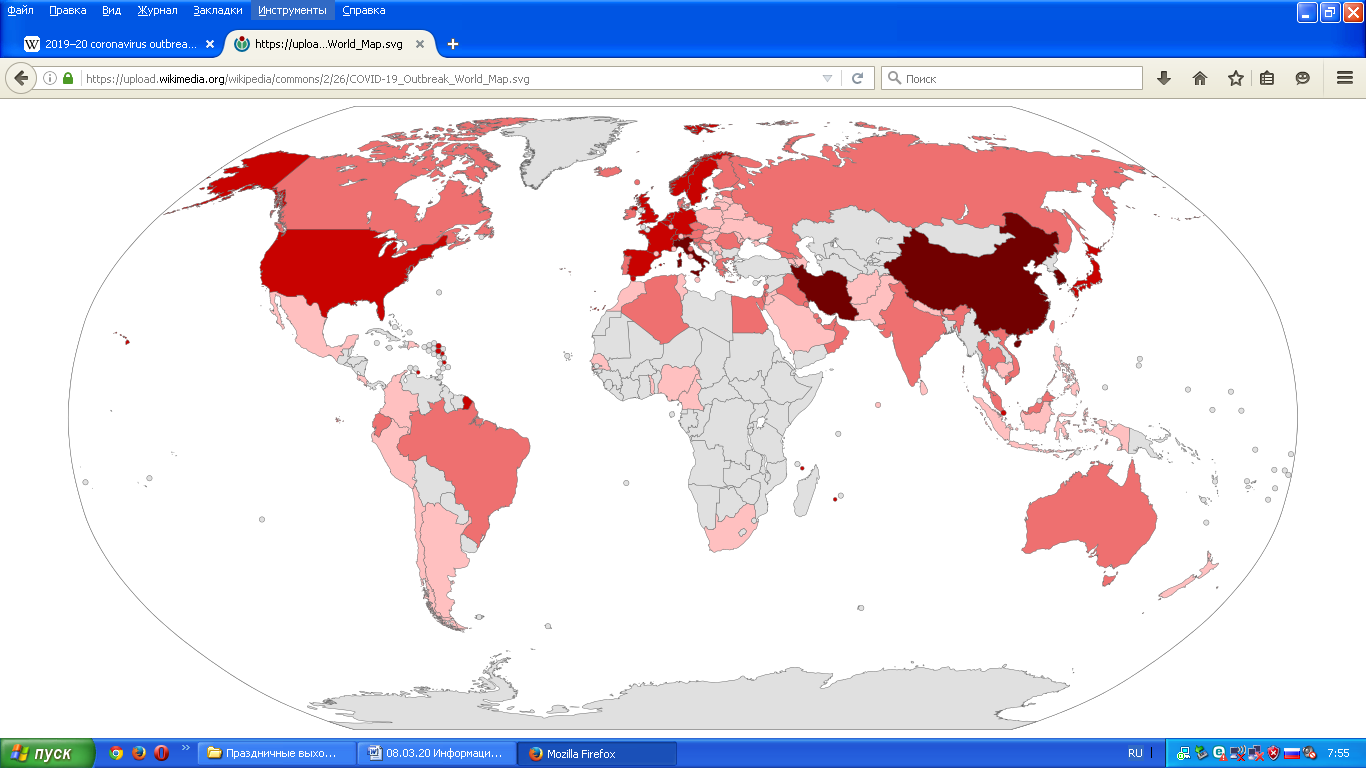 Файл Правка Вид Журнал Закладки Инструменты Справка
W 2019–20 coronavirus outbrea... https://uploa...World_Map.svg
https://upload.wikimedia.org/wikipedia/commons/2/26/COVID-19_Outbreak_World_Map.svg Поиск
пуск Праздничные выхо... 08.03.20 Информаци... Mozilla Firefox RU 7:55